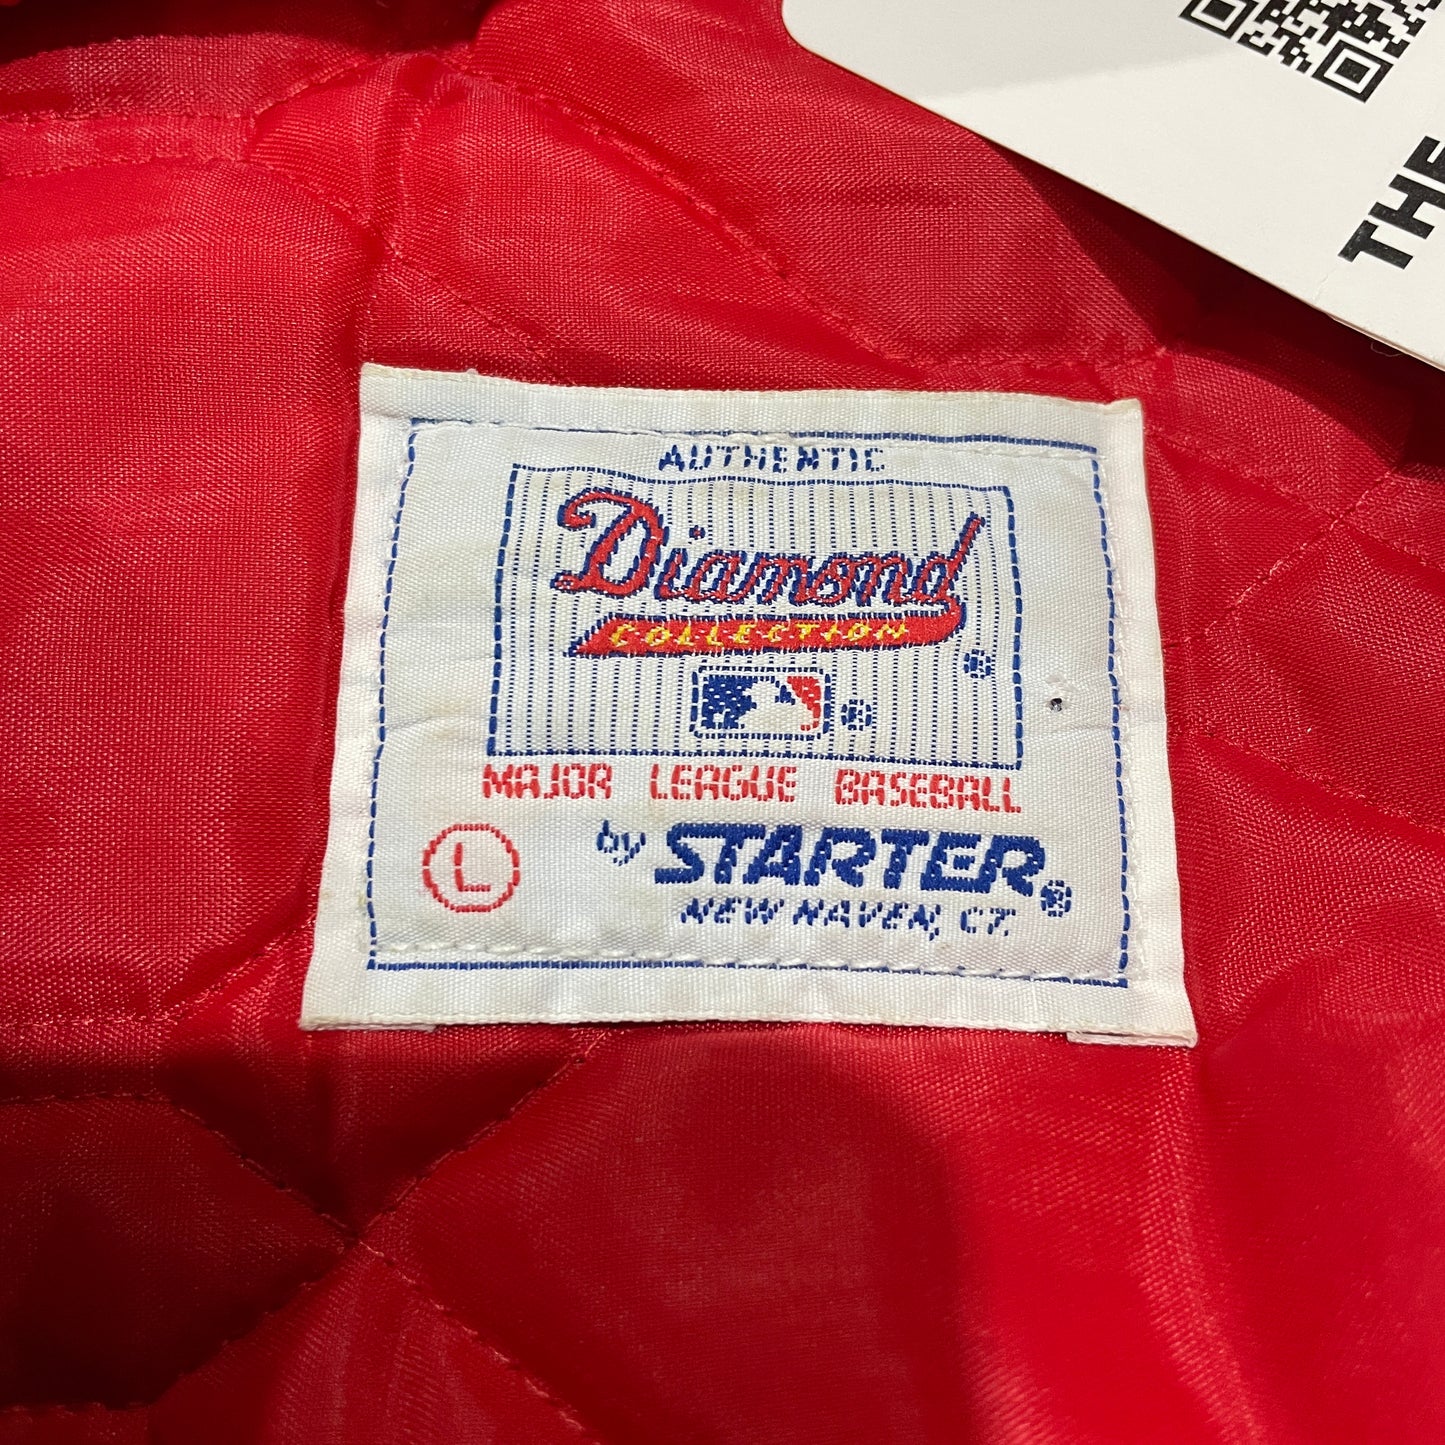 THE
AUTHENTIC
Diamond
COLLECTION
®
®
MAJOR LEAGUE BASEBALL
L
by STARTER®
NEW HAVEN, CT.